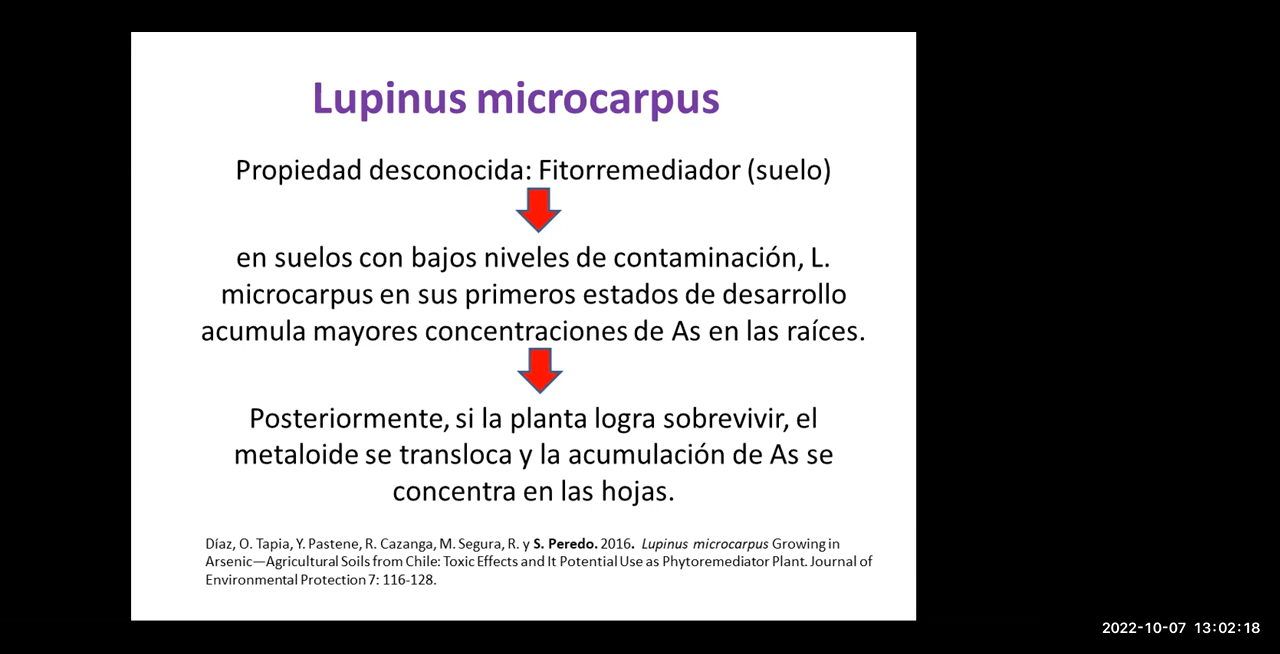 Lupinus microcarpus
Propiedad desconocida: Fitorremediador (suelo)
en suelos con bajos niveles de contaminación, L.
microcarpus en sus primeros estados de desarrollo
acumula mayores concentraciones de As en las raíces.
Posteriormente, si la planta logra sobrevivir, el
metaloide se transloca y la acumulación de As se
concentra en las hojas.
Díaz, O. Tapia, Y. Pastene, R. Cazanga, M. Segura, R. y S. Peredo. 2016. Lupinus microcarpus Growing in
Arsenic—Agricultural Soils from Chile: Toxic Effects and It Potential Use as Phytoremediator Plant. Journal of
Environmental Protection 7: 116-128.
2022-10-07 13:02:18